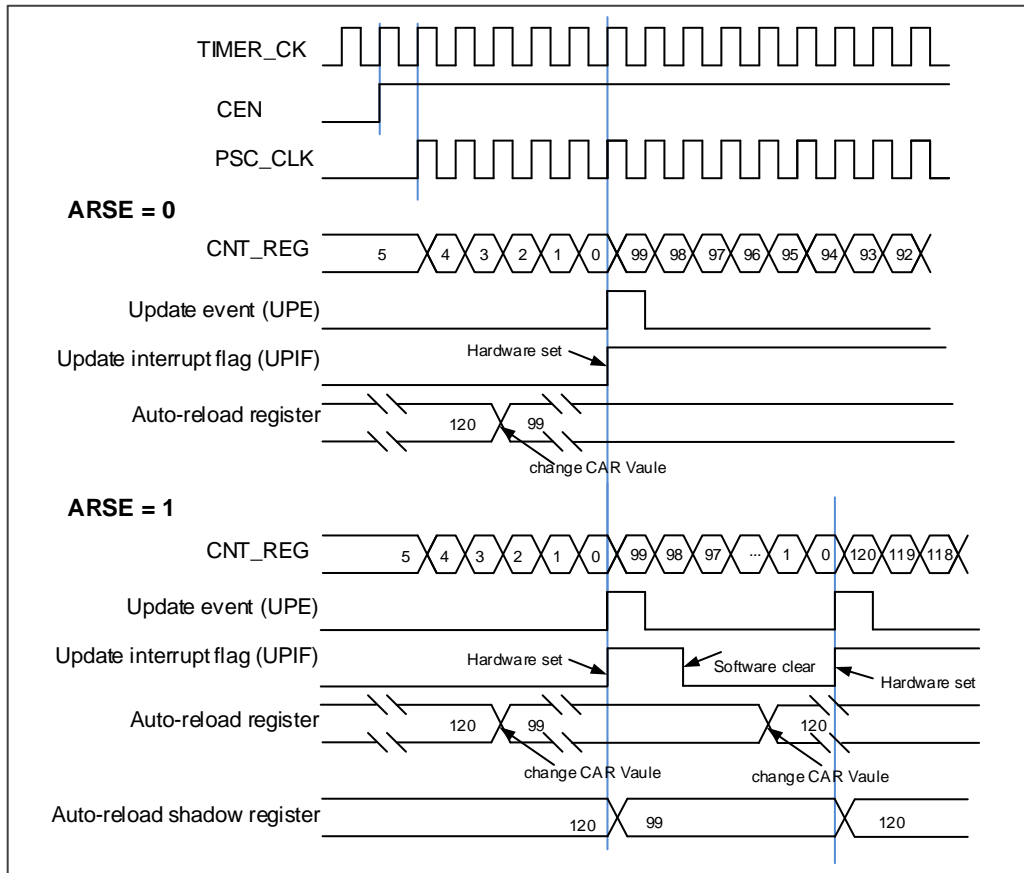 TIMER_CK
CEN
PSC_CLK
ARSE = 0
CNT_REG 5 4 3 2 1 0 99 98 97 96 95 94 93 92
Update event (UPE)
Update interrupt flag (UPIF) Hardware set
Auto-reload register 120 99
change CAR Vaule
ARSE = 1
CNT_REG 5 4 3 2 1 0 99 98 97 ... 1 0 120 119 118
Update event (UPE)
Update interrupt flag (UPIF) Hardware set Software clear Hardware set
Auto-reload register 120 99 120
change CAR Vaule change CAR Vaule
Auto-reload shadow register 120 99 120